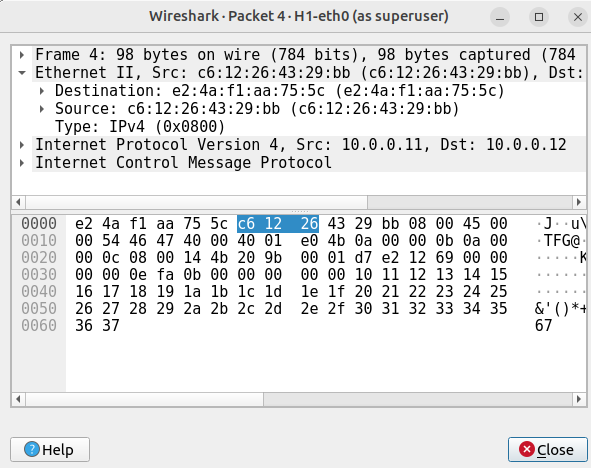 Wireshark · Packet 4 · H1-eth0 (as superuser)
Frame 4: 98 bytes on wire (784 bits), 98 bytes captured (784
Ethernet II, Src: c6:12:26:43:29:bb (c6:12:26:43:29:bb), Dst:
Destination: e2:4a:f1:aa:75:5c (e2:4a:f1:aa:75:5c)
Source: c6:12:26:43:29:bb (c6:12:26:43:29:bb)
Type: IPv4 (0x0800)
Internet Protocol Version 4, Src: 10.0.0.11, Dst: 10.0.0.12
Internet Control Message Protocol
0000 e2 4a f1 aa 75 5c c6 12 26 43 29 bb 08 00 45 00 ·J··u\
0010 00 54 46 47 40 00 40 01 e0 4b 0a 00 00 0b 0a 00 ·TFG@·
0020 00 0c 08 00 14 4b 20 9b 00 01 d7 e2 12 69 00 00 ·····K
0030 00 00 0e fa 0b 00 00 00 00 00 10 11 12 13 14 15 ······
0040 16 17 18 19 1a 1b 1c 1d 1e 1f 20 21 22 23 24 25 ······
0050 26 27 28 29 2a 2b 2c 2d 2e 2f 30 31 32 33 34 35 &'()*+
0060 36 37 67
Help
Close